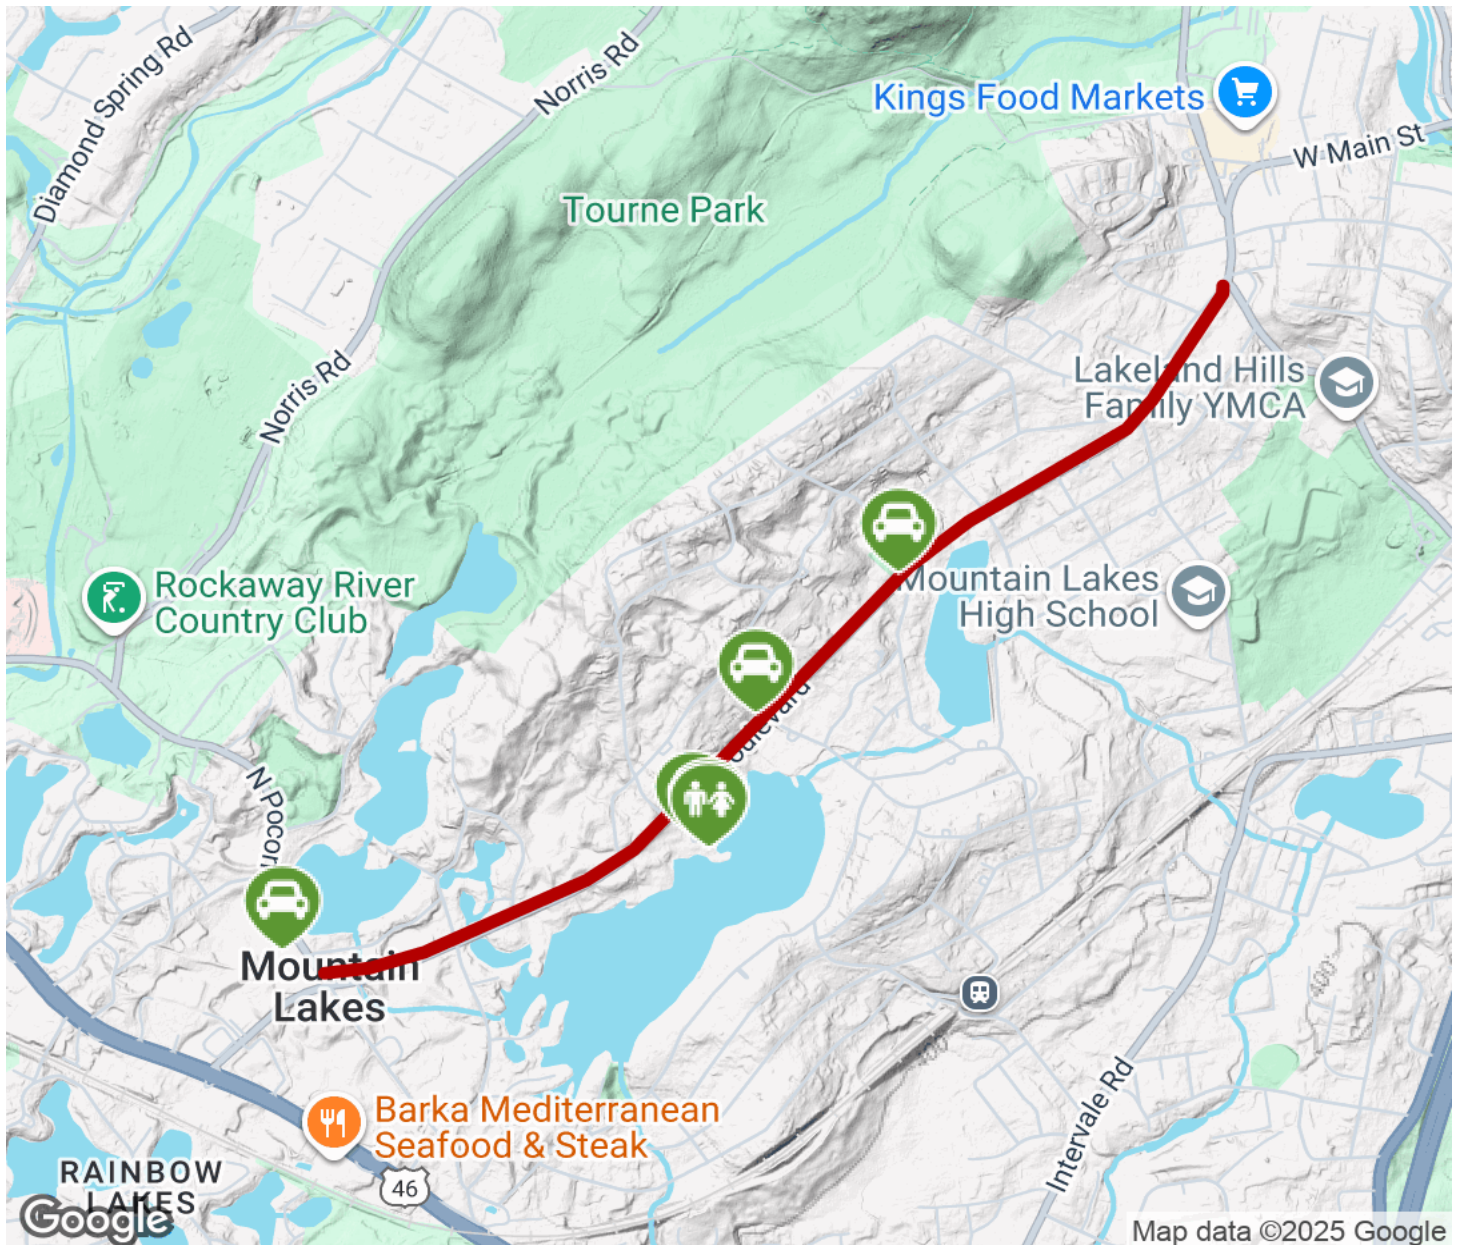 Diamond Spring Rd
Norris Rd
Kings Food Markets
W Main St
Tourne Park
Norris Rd
Lakeland Hills
Family YMCA
Rockaway River
Country Club
Mountain Lakes
High School
oulevard
N Pocon
Mountain
Lakes
Barka Mediterranean
Seafood & Steak
Intervale Rd
RAINBOW
LAKES
46
Google
Map data ©2025 Google